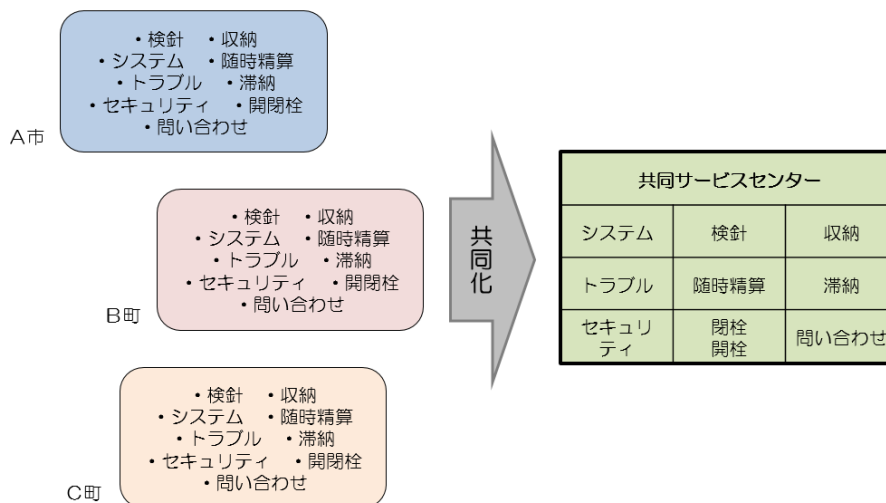 ・検針 ・収納
・システム ・随時精算
・トラブル ・滞納
・セキュリティ ・開閉栓
・問い合わせ
A市
・検針 ・収納
・システム ・随時精算
・トラブル ・滞納
・セキュリティ ・開閉栓
・問い合わせ
B町
・検針 ・収納
・システム ・随時精算
・トラブル ・滞納
・セキュリティ ・開閉栓
・問い合わせ
C町
共同化
共同サービスセンター
システム 検針 収納
トラブル 随時精算 滞納
セキュリ
ティ
閉栓
開栓
問い合わせ